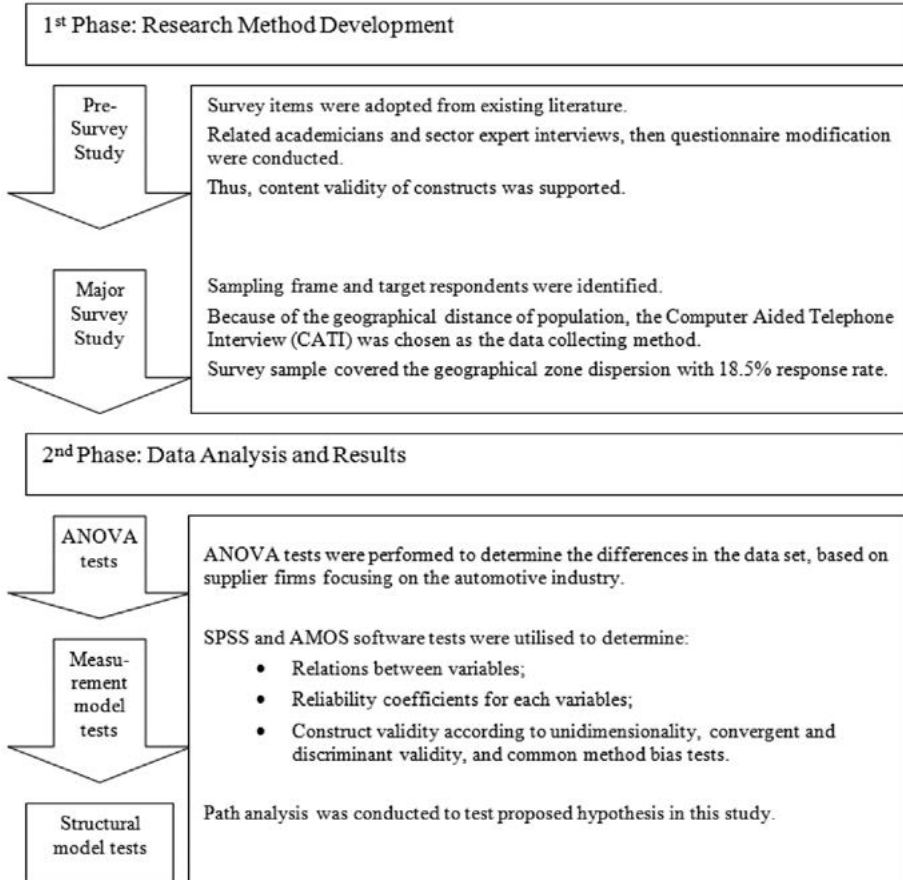 1st Phase: Research Method Development
Pre-
Survey
Study
Survey items were adopted from existing literature.
Related academicians and sector expert interviews, then questionnaire modification
were conducted.
Thus, content validity of constructs was supported.
Major
Survey
Study
Sampling frame and target respondents were identified.
Because of the geographical distance of population, the Computer Aided Telephone
Interview (CATI) was chosen as the data collecting method.
Survey sample covered the geographical zone dispersion with 18.5% response rate.
2nd Phase: Data Analysis and Results
ANOVA
tests
ANOVA tests were performed to determine the differences in the data set, based on
supplier firms focusing on the automotive industry.
Measu-
rement
model
tests
SPSS and AMOS software tests were utilised to determine:
• Relations between variables;
• Reliability coefficients for each variables;
• Construct validity according to unidimensionality, convergent and
discriminant validity, and common method bias tests.
Structural
model tests
Path analysis was conducted to test proposed hypothesis in this study.